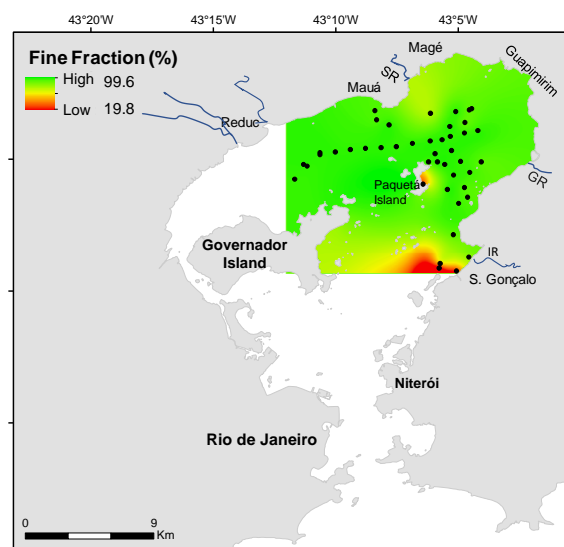 43°20'W 43°15'W 43°10'W 43°5'W
Fine Fraction (%)
High 99.6
Low 19.8
Magé
Guapimirim
SR
Mauá
Reduc
GR
Paquetá
Island
Governador
Island
IR
S. Gonçalo
Niterói
Rio de Janeiro
0 9
Km